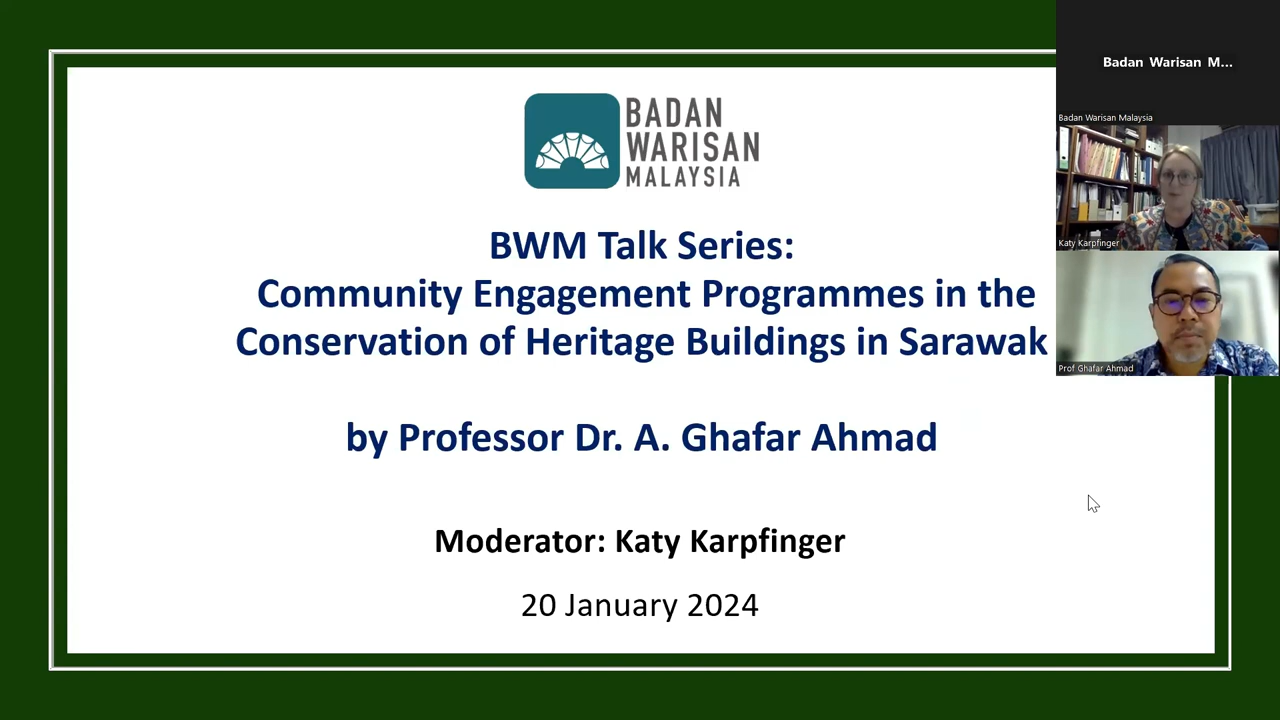 BADAN
WARISAN
MALAYSIA
BWM Talk Series:
Community Engagement Programmes in the
Conservation of Heritage Buildings in Sarawak
by Professor Dr. A. Ghafar Ahmad
Moderator: Katy Karpfinger
20 January 2024
Badan Warisan M...
Badan Warisan Malaysia
Katy Karpfinger
Prof Ghafar Ahmad